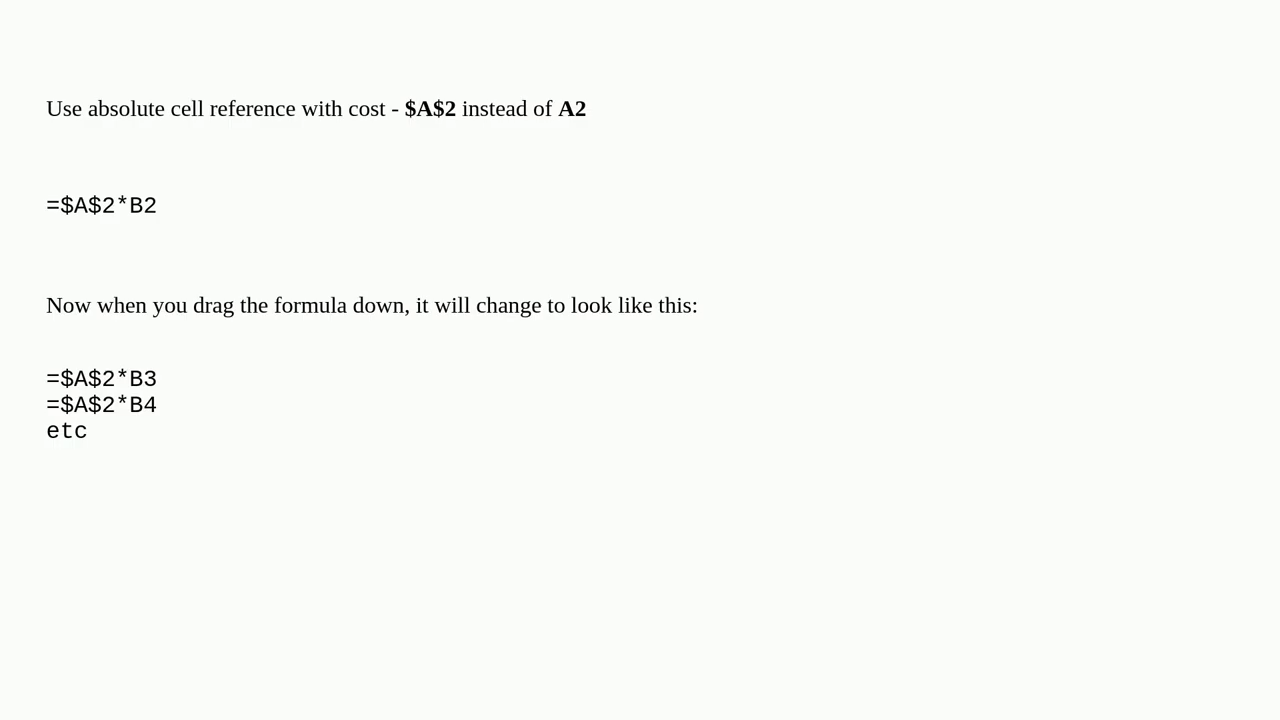 Use absolute cell reference with cost - $A$2 instead of A2
=$A$2*B2
Now when you drag the formula down, it will change to look like this:
=$A$2*B3
=$A$2*B4
etc